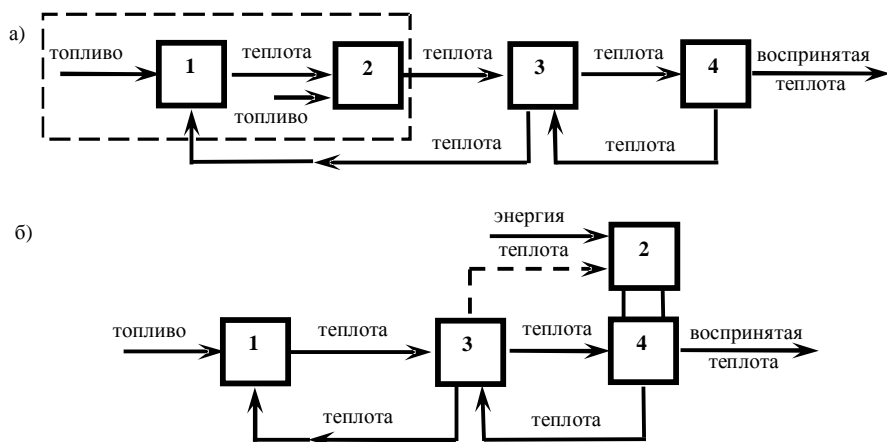 а)
топливо
1
теплота
2
теплота
3
теплота
4
воспринятая
теплота
топливо
теплота
теплота
б)
энергия
теплота
2
топливо
1
теплота
3
теплота
4
воспринятая
теплота
теплота
теплота